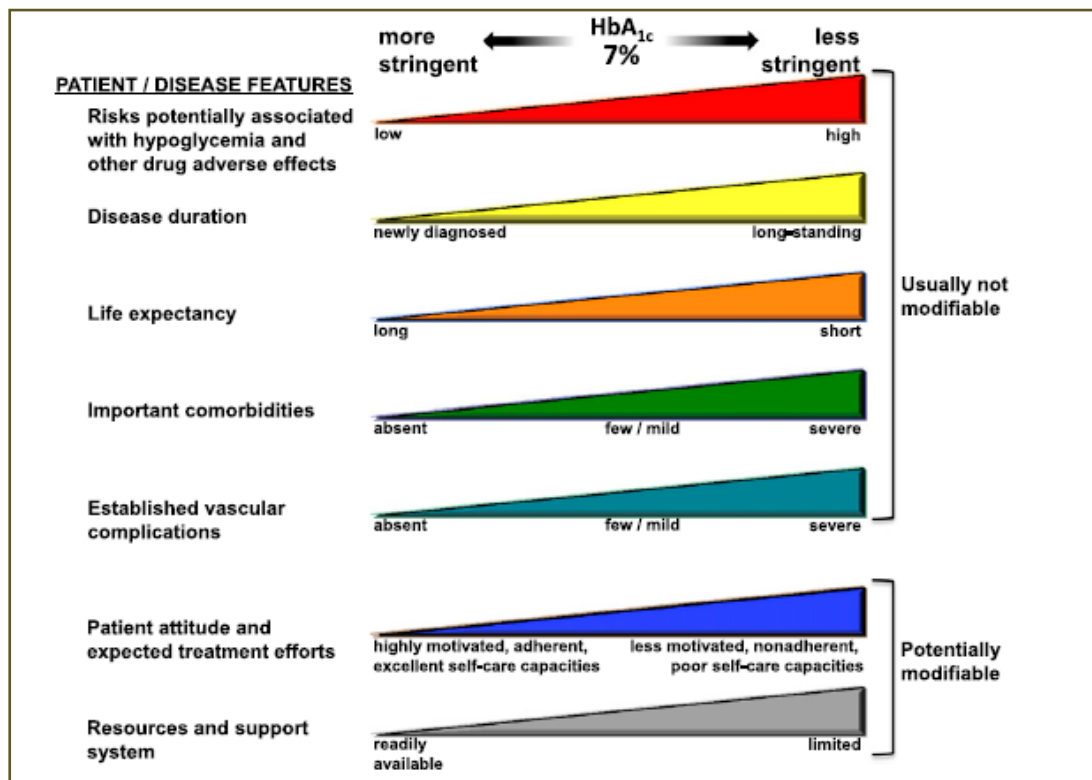 more stringent
HbA1c
7%
less stringent
PATIENT / DISEASE FEATURES
Risks potentially associated
with hypoglycemia and
other drug adverse effects
low
high
Disease duration
newly diagnosed
long-standing
Usually not
modifiable
Life expectancy
long
short
Important comorbidities
absent
few / mild
severe
Established vascular
complications
absent
few / mild
severe
Patient attitude and
expected treatment efforts
highly motivated, adherent,
excellent self-care capacities
less motivated, nonadherent,
poor self-care capacities
Potentially
modifiable
Resources and support
system
readily
available
limited